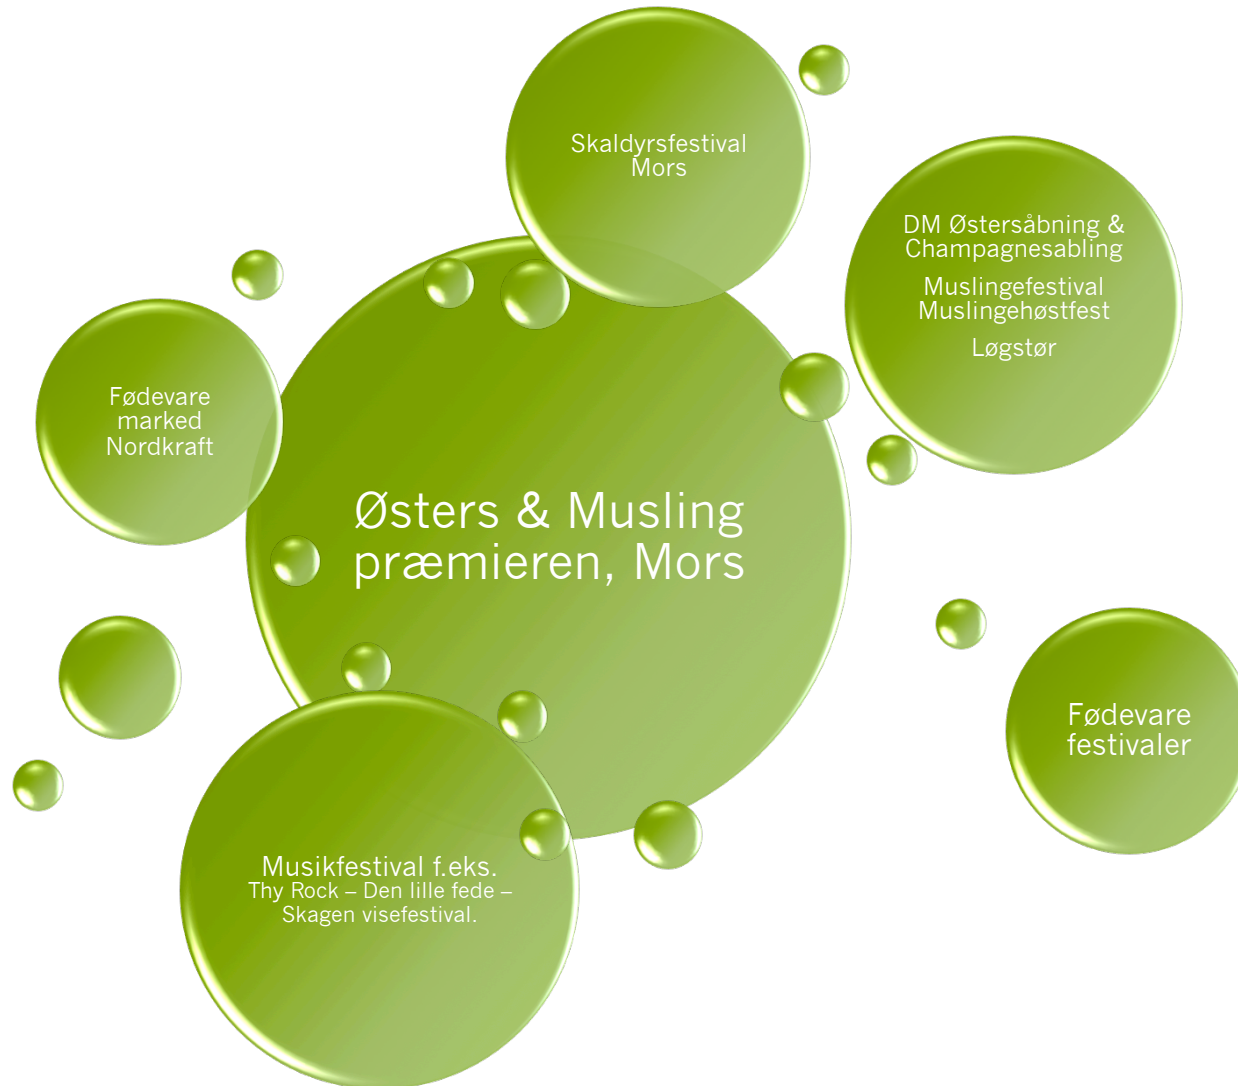 Skaldyrsfestival
Mors
DM Østersåbning &
Champagnesabling
Muslingefestival
Muslingehøstfest
Løgstør
Fødevare
marked
Nordkraft
Østers & Musling
præmieren, Mors
Fødevare
festivaler
Musikfestival f.eks.
Thy Rock – Den lille fede –
Skagen visefestival.